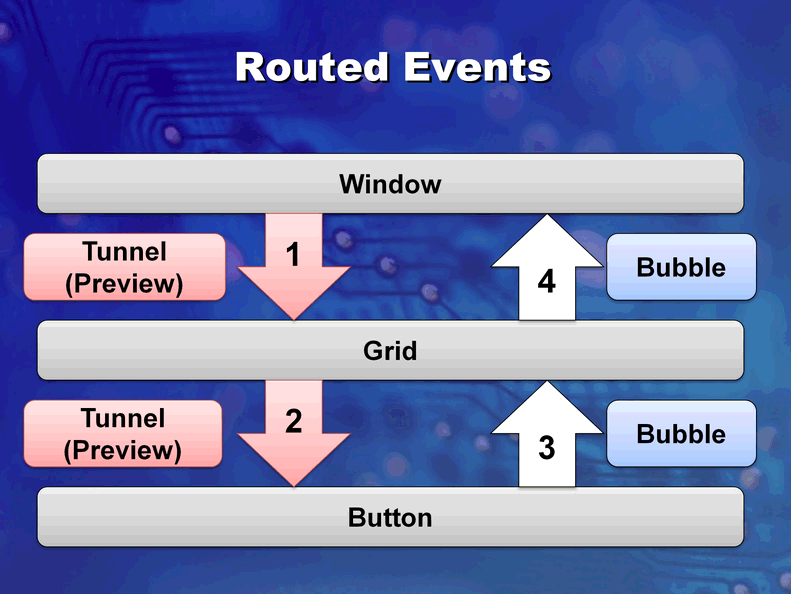 Routed Events
Window
Tunnel
(Preview)
1
4
Bubble
Grid
Tunnel
(Preview)
2
3
Bubble
Button